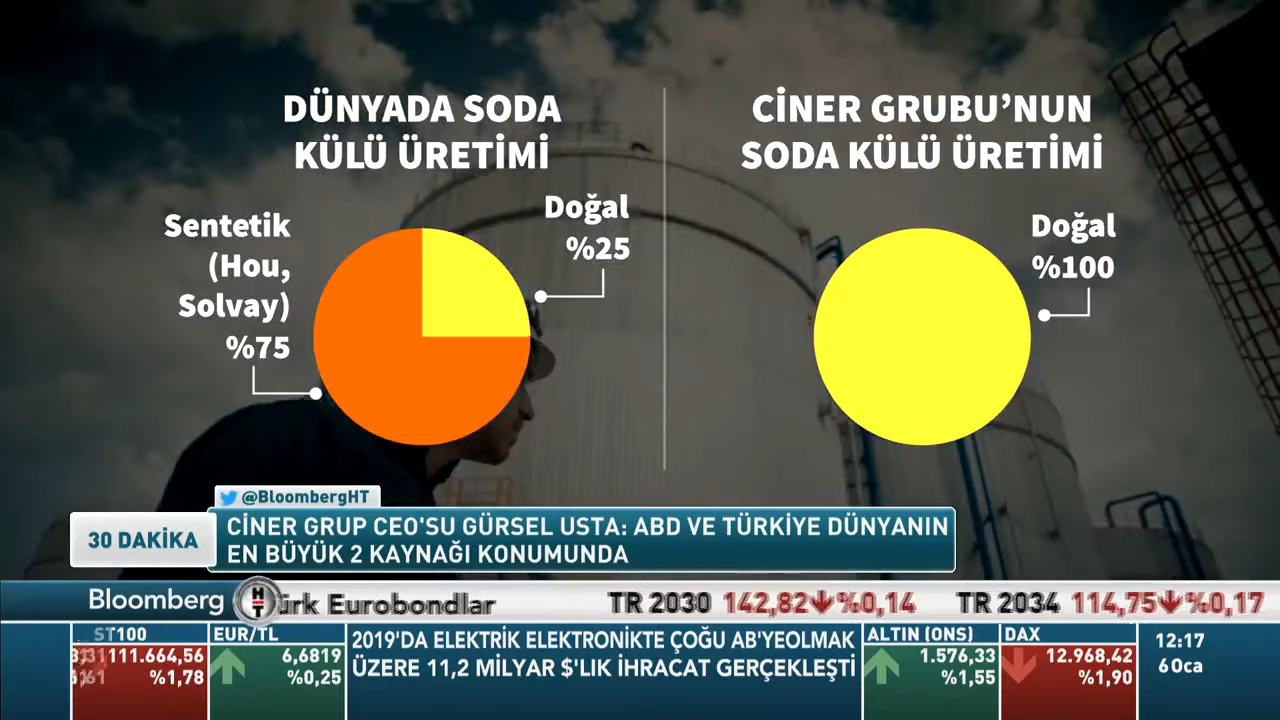 DÜNYADA SODA
KÜLÜ ÜRETİMİ
Sentetik
(Hou,
Solvay)
%75
Doğal
%25
CİNER GRUBU’NUN
SODA KÜLÜ ÜRETİMİ
Doğal
%100
@BloombergHT
30 DAKİKA
CİNER GRUP CEO'SU GÜRSEL USTA: ABD VE TÜRKİYE DÜNYANIN
EN BÜYÜK 2 KAYNAĞI KONUMUNDA
Bloomberg HT ürk Eurobondlar TR 2030 142,82 %0,14 TR 2034 114,75 %0,17
ST100
111.664,56
%1,78
EUR/TL
6,6819
%0,25
2019'DA ELEKTRİK ELEKTRONİKTE ÇOĞU AB'YEOLMAK
ÜZERE 11,2 MİLYAR $'LIK İHRACAT GERÇEKLEŞTİ
ALTIN (ONS)
1.576,33
%1,55
DAX
12.968,42
%1,90
12:17
6 Oca